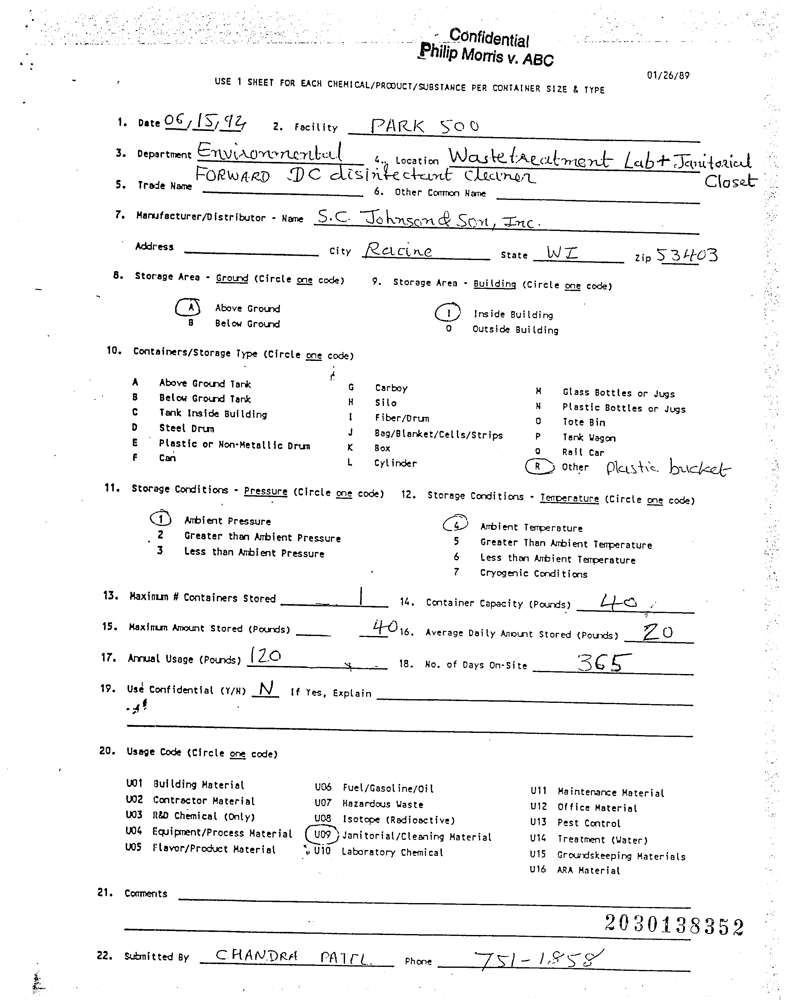 Confidential
Philip Morris v. ABC
01/26/89
USE 1 SHEET FOR EACH CHEMICAL/PRODUCT/SUBSTANCE PER CONTAINER SIZE & TYPE
1. Date 06/15/92 2. Facility PARK 500
3. Department Environmental 4. Location Wastetreatment Lab + Janitorial Closet
5. Trade Name FORWARD DC disinfectant cleaner 6. Other Common Name
7. Manufacturer/Distributor - Name S.C. Johnson & Son, Inc.
Address City Racine State WI Zip 53403
8. Storage Area - Ground (Circle one code) 9. Storage Area - Building (Circle one code)
A Above Ground I Inside Building
B Below Ground O Outside Building
10. Containers/Storage Type (Circle one code)
A Above Ground Tank G Carboy M Glass Bottles or Jugs
B Below Ground Tank H Silo N Plastic Bottles or Jugs
C Tank Inside Building I Fiber/Drum O Tote Bin
D Steel Drum J Bag/Blanket/Cells/Strips P Tank Wagon
E Plastic or Non-Metallic Drum K Box Q Rail Car
F Can L Cylinder R Other plastic bucket
11. Storage Conditions - Pressure (Circle one code) 12. Storage Conditions - Temperature (Circle one code)
1 Ambient Pressure 4 Ambient Temperature
2 Greater than Ambient Pressure 5 Greater Than Ambient Temperature
3 Less than Ambient Pressure 6 Less than Ambient Temperature
7 Cryogenic Conditions
13. Maximum # Containers Stored 1 14. Container Capacity (Pounds) 40
15. Maximum Amount Stored (Pounds) 40 16. Average Daily Amount Stored (Pounds) 20
17. Annual Usage (Pounds) 120 18. No. of Days On-Site 365
19. Use Confidential (Y/N) N If Yes, Explain
20. Usage Code (Circle one code)
U01 Building Material U06 Fuel/Gasoline/Oil U11 Maintenance Material
U02 Contractor Material U07 Hazardous Waste U12 Office Material
U03 R&D Chemical (Only) U08 Isotope (Radioactive) U13 Pest Control
U04 Equipment/Process Material U09 Janitorial/Cleaning Material U14 Treatment (Water)
U05 Flavor/Product Material U10 Laboratory Chemical U15 Groundskeeping Materials
U16 ARA Material
21. Comments
2030138352
22. Submitted By CHANDRA PATEL Phone 751-1858